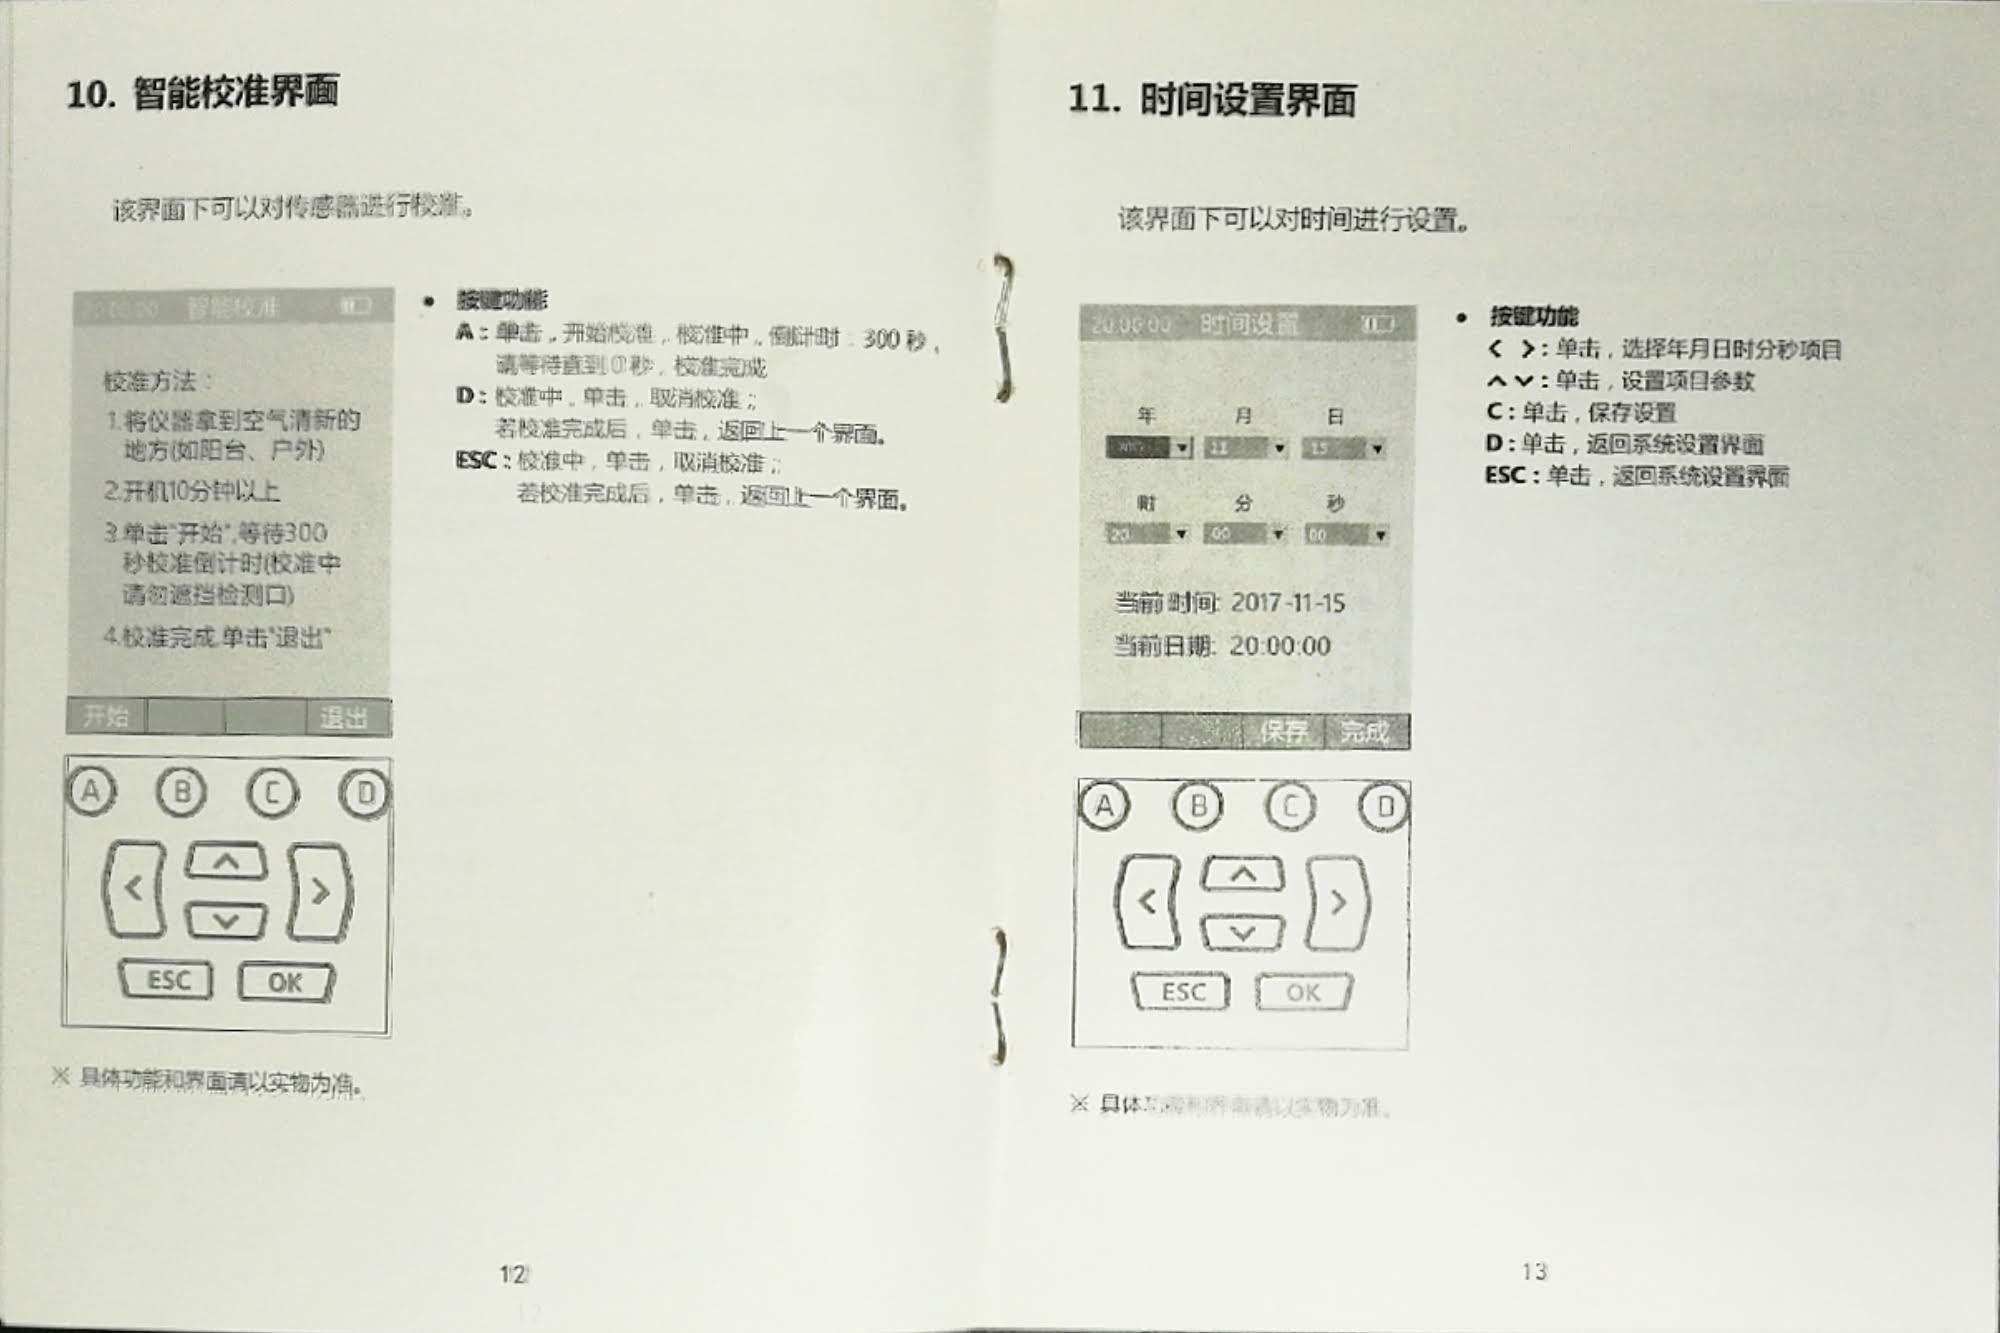 10. 智能校准界面
该界面下可以对传感器进行校准。
20:00:00 智能校准
校准方法：
1.将仪器拿到空气清新的
地方(如阳台、户外)
2.开机10分钟以上
3.单击"开始",等待300
秒校准倒计时(校准中
请勿遮挡检测口)
4.校准完成,单击"退出"
开始 退出
A B C D
< ^ >
v
ESC OK
※ 具体功能和界面请以实物为准。
• 按键功能
A：单击，开始校准，校准中，倒计时：300 秒，
请等待直到 0 秒，校准完成
D：校准中，单击，取消校准；
若校准完成后，单击，返回上一个界面。
ESC：校准中，单击，取消校准；
若校准完成后，单击，返回上一个界面。
12
11. 时间设置界面
该界面下可以对时间进行设置。
20:00:00 时间设置
年 月 日
11 15
时 分 秒
20 00 00
当前时间: 2017-11-15
当前日期: 20:00:00
保存 完成
A B C D
< ^ >
v
ESC OK
※ 具体功能和界面请以实物为准。
• 按键功能
< >：单击，选择年月日时分秒项目
^ v：单击，设置项目参数
C：单击，保存设置
D：单击，返回系统设置界面
ESC：单击，返回系统设置界面
13